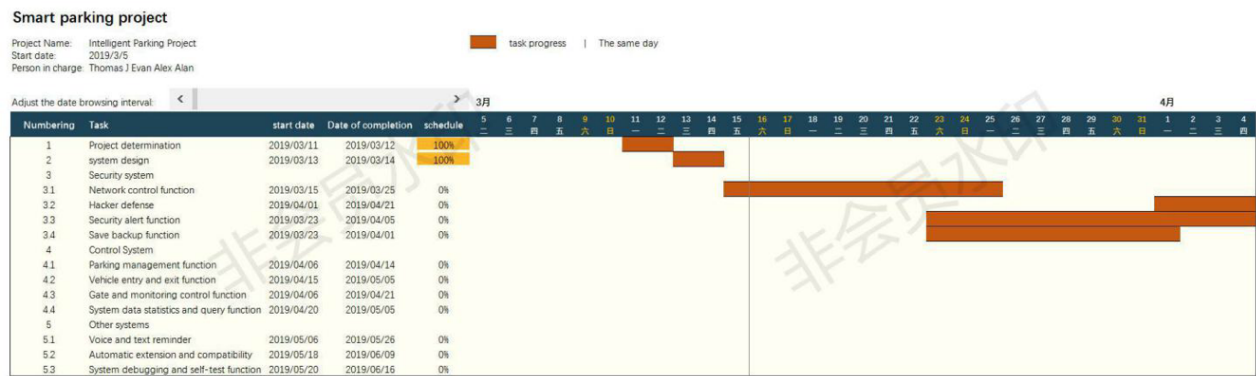 Smart parking project
Project Name: Intelligent Parking Project
Start date: 2019/3/5
Person in charge: Thomas J Evan Alex Alan
task progress | The same day
Adjust the date browsing interval: < >
3月 4月
Numbering Task start date Date of completion schedule 5 6 7 8 9 10 11 12 13 14 15 16 17 18 19 20 21 22 23 24 25 26 27 28 29 30 31 1 2 3 4
二 三 四 五 六 日 一 二 三 四 五 六 日 一 二 三 四 五 六 日 一 二 三 四 五 六 日 一 二 三 四
1 Project determination 2019/03/11 2019/03/12 100%
2 system design 2019/03/13 2019/03/14 100%
3 Security system
3.1 Network control function 2019/03/15 2019/03/25 0%
3.2 Hacker defense 2019/04/01 2019/04/21 0%
3.3 Security alert function 2019/03/23 2019/04/05 0%
3.4 Save backup function 2019/03/23 2019/04/01 0%
4 Control System
4.1 Parking management function 2019/04/06 2019/04/14 0%
4.2 Vehicle entry and exit function 2019/04/15 2019/05/05 0%
4.3 Gate and monitoring control function 2019/04/06 2019/04/21 0%
4.4 System data statistics and query function 2019/04/20 2019/05/05 0%
5 Other systems
5.1 Voice and text reminder 2019/05/06 2019/05/26 0%
5.2 Automatic extension and compatibility 2019/05/18 2019/06/09 0%
5.3 System debugging and self-test function 2019/05/20 2019/06/16 0%
非会员水印
非会员水印